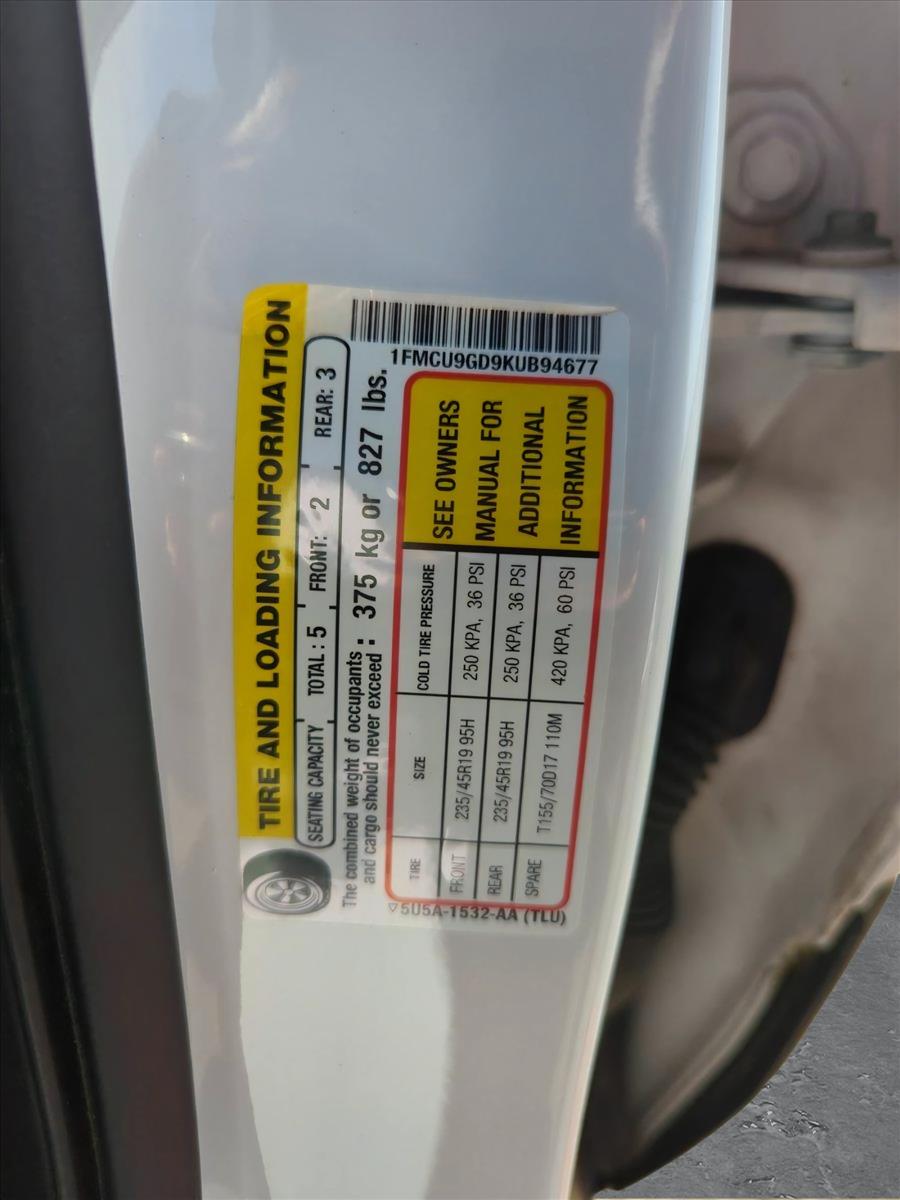 TIRE AND LOADING INFORMATION
SEATING CAPACITY TOTAL: 5 FRONT: 2 REAR: 3
The combined weight of occupants
and cargo should never exceed : 375 kg or 827 lbs.
1FMCU9GD9KUB94677
TIRE SIZE COLD TIRE PRESSURE
FRONT 235/45R19 95H 250 KPA, 36 PSI
REAR 235/45R19 95H 250 KPA, 36 PSI
SPARE T155/70D17 110M 420 KPA, 60 PSI
SEE OWNERS
MANUAL FOR
ADDITIONAL
INFORMATION
5U5A-1532-AA (TLU)